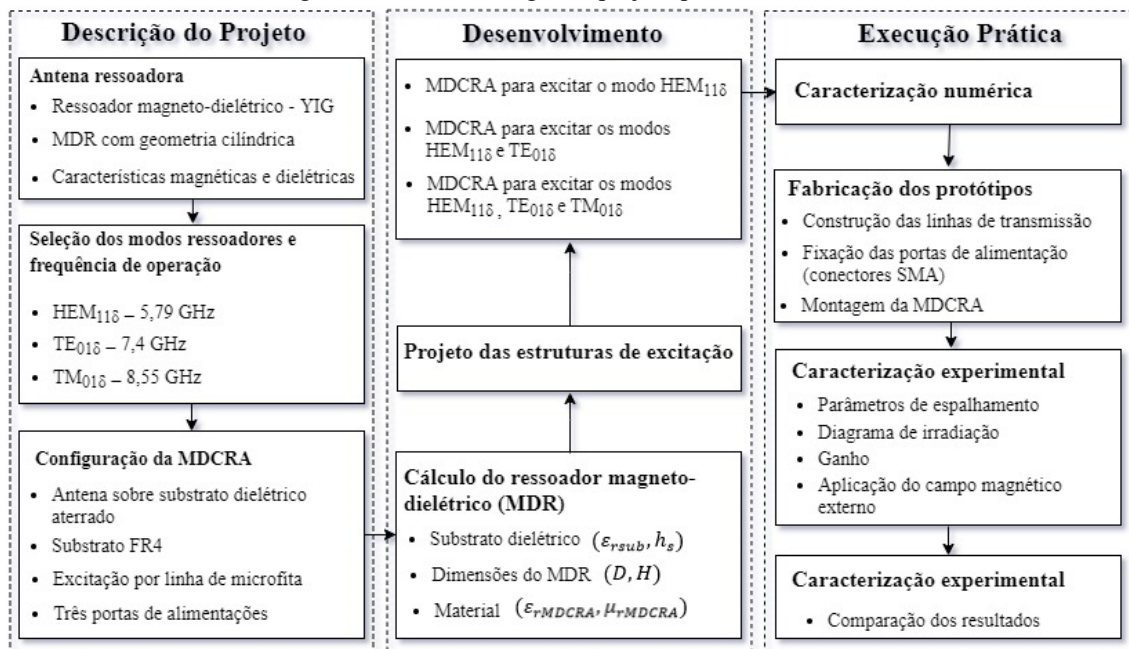 Descrição do Projeto
Antena ressoadora
• Ressoador magneto-dielétrico - YIG
• MDR com geometria cilíndrica
• Características magnéticas e dielétricas
Seleção dos modos ressoadores e
frequência de operação
• HEM₁₁δ – 5,79 GHz
• TE₀₁δ – 7,4 GHz
• TM₀₁δ – 8,55 GHz
Configuração da MDCRA
• Antena sobre substrato dielétrico
aterrado
• Substrato FR4
• Excitação por linha de microfita
• Três portas de alimentações
Desenvolvimento
• MDCRA para excitar o modo HEM₁₁δ
• MDCRA para excitar os modos
HEM₁₁δ e TE₀₁δ
• MDCRA para excitar os modos
HEM₁₁δ , TE₀₁δ e TM₀₁δ
Projeto das estruturas de excitação
Cálculo do ressoador magneto-
dielétrico (MDR)
• Substrato dielétrico (εrsub, hs)
• Dimensões do MDR (D, H)
• Material (εrMDCRA, μrMDCRA)
Execução Prática
Caracterização numérica
Fabricação dos protótipos
• Construção das linhas de transmissão
• Fixação das portas de alimentação
(conectores SMA)
• Montagem da MDCRA
Caracterização experimental
• Parâmetros de espalhamento
• Diagrama de irradiação
• Ganho
• Aplicação do campo magnético
externo
Caracterização experimental
• Comparação dos resultados